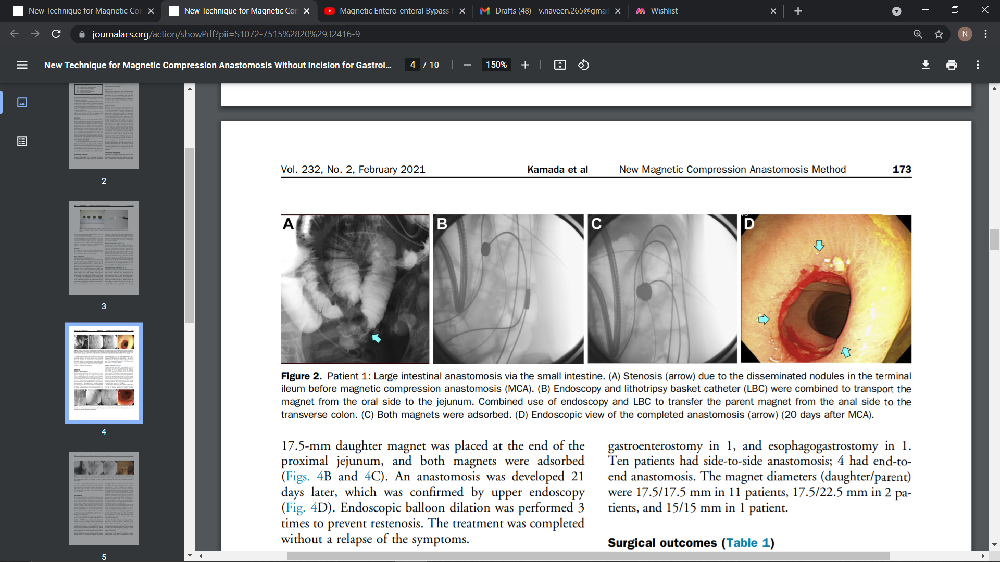 New Technique for Magnetic Con
New Technique for Magnetic Con
Magnetic Entero-enteral Bypass f
Drafts (48) - v.naveen.265@gmai
Wishlist
journalacs.org/action/showPdf?pii=S1072-7515%2820%2932416-9
N
New Technique for Magnetic Compression Anastomosis Without Incision for Gastroi...
4 / 10
150%
2
3
4
5
Vol. 232, No. 2, February 2021 Kamada et al New Magnetic Compression Anastomosis Method 173
A B C D
Figure 2. Patient 1: Large intestinal anastomosis via the small intestine. (A) Stenosis (arrow) due to the disseminated nodules in the terminal
ileum before magnetic compression anastomosis (MCA). (B) Endoscopy and lithotripsy basket catheter (LBC) were combined to transport the
magnet from the oral side to the jejunum. Combined use of endoscopy and LBC to transfer the parent magnet from the anal side to the
transverse colon. (C) Both magnets were adsorbed. (D) Endoscopic view of the completed anastomosis (arrow) (20 days after MCA).
17.5-mm daughter magnet was placed at the end of the
proximal jejunum, and both magnets were adsorbed
(Figs. 4B and 4C). An anastomosis was developed 21
days later, which was confirmed by upper endoscopy
(Fig. 4D). Endoscopic balloon dilation was performed 3
times to prevent restenosis. The treatment was completed
without a relapse of the symptoms.
gastroenterostomy in 1, and esophagogastrostomy in 1.
Ten patients had side-to-side anastomosis; 4 had end-to-
end anastomosis. The magnet diameters (daughter/parent)
were 17.5/17.5 mm in 11 patients, 17.5/22.5 mm in 2 pa-
tients, and 15/15 mm in 1 patient.
Surgical outcomes (Table 1)